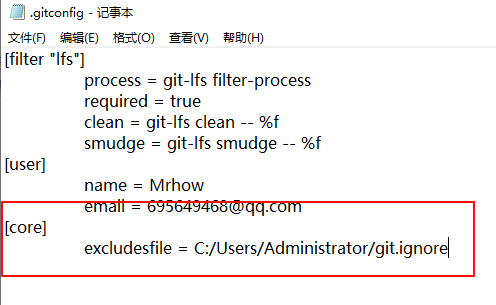 .gitconfig - 记事本
文件(F) 编辑(E) 格式(O) 查看(V) 帮助(H)
[filter "lfs"]
process = git-lfs filter-process
required = true
clean = git-lfs clean -- %f
smudge = git-lfs smudge -- %f
[user]
name = Mrhow
email = 695649468@qq.com
[core]
excludesfile = C:/Users/Administrator/git.ignore